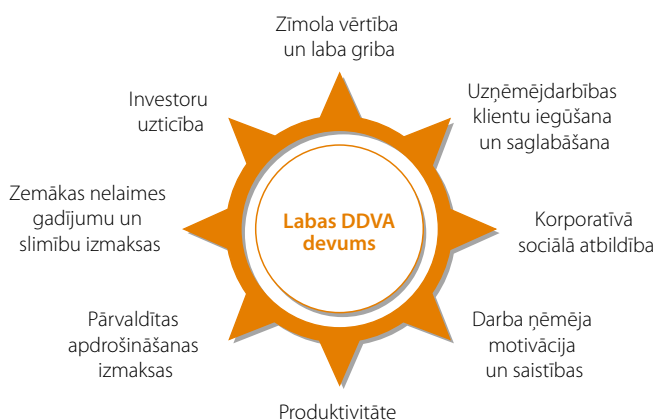 Zīmola vērtība
un laba griba
Uzņēmējdarbības
klientu iegūšana
un saglabāšana
Korporatīvā
sociālā atbildība
Darba ņēmēja
motivācija
un saistības
Produktivitāte
Pārvaldītas
apdrošināšanas
izmaksas
Zemākas nelaimes
gadījumu un
slimību izmaksas
Investoru
uzticība
Labas DDVA
devums